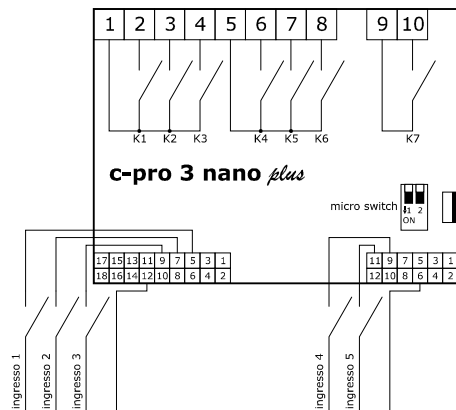 1 2 3 4 5 6 7 8 9 10
K1 K2 K3 K4 K5 K6 K7
c-pro 3 nano plus
micro switch
1 2
ON
17 15 13 11 9 7 5 3 1
18 16 14 12 10 8 6 4 2
11 9 7 5 3 1
12 10 8 6 4 2
ingresso 1
ingresso 2
ingresso 3
ingresso 4
ingresso 5